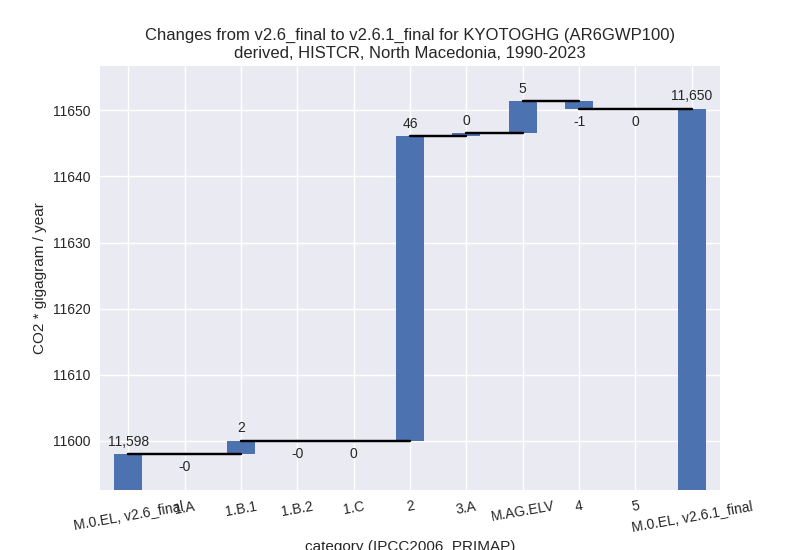 Changes from v2.6_final to v2.6.1_final for KYOTOGHG (AR6GWP100)
derived, HISTCR, North Macedonia, 1990-2023
CO2 * gigagram / year
11650
11640
11630
11620
11610
11600
11,598
-0
2
-0
0
46
0
5
-1
0
11,650
M.0.EL, v2.6_final
1.A
1.B.1
1.B.2
1.C
2
3.A
M.AG.ELV
4
5
M.0.EL, v2.6.1_final
category (IPCC2006_PRIMAP)